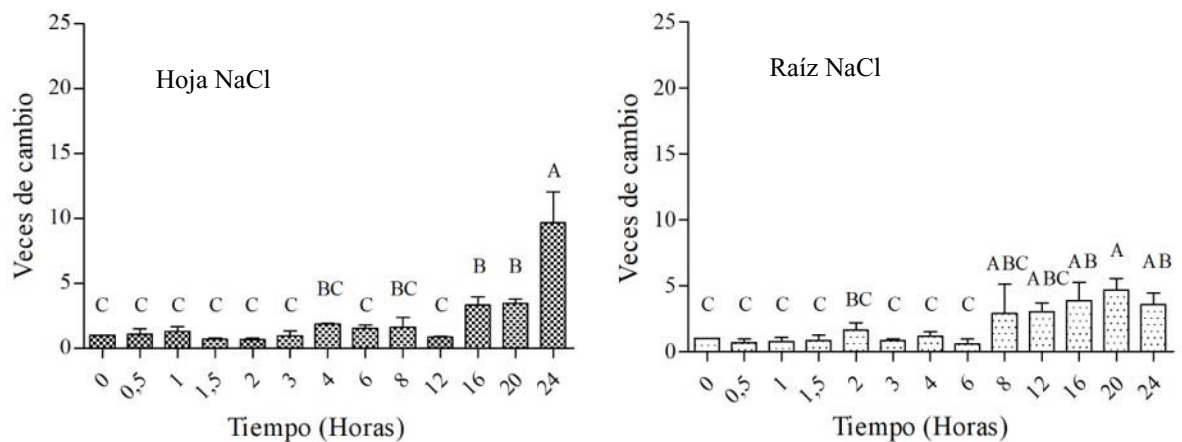 Hoja NaCl
Veces de cambio
25
20
15
10
5
0
C C C C C C BC C BC C B B A
0 0,5 1 1,5 2 3 4 6 8 12 16 20 24
Tiempo (Horas)
Raíz NaCl
Veces de cambio
25
20
15
10
5
0
C C C C BC C C C ABC ABC AB A AB
0 0,5 1 1,5 2 3 4 6 8 12 16 20 24
Tiempo (Horas)